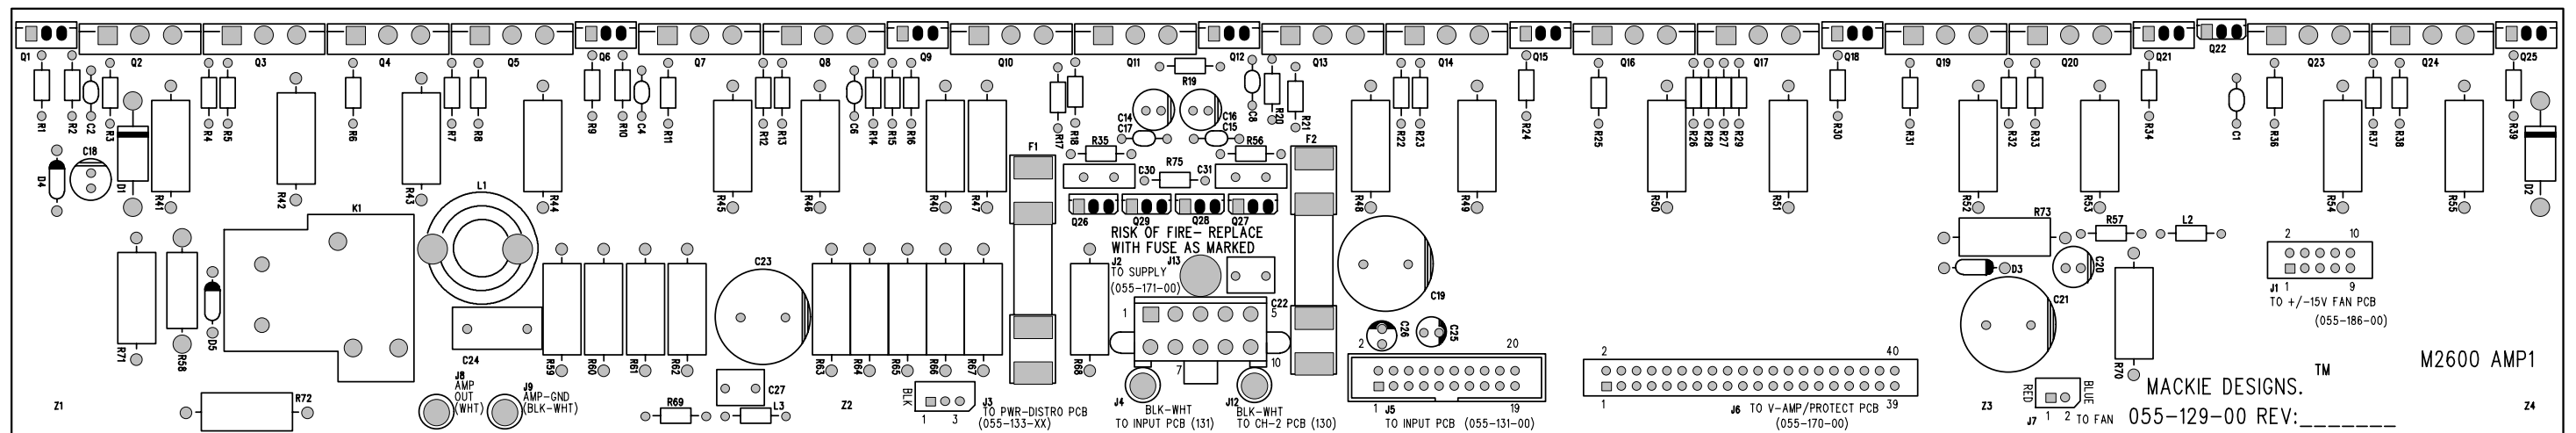 Q1 Q2 Q3 Q4 Q5 Q6 Q7 Q8 Q9 Q10 Q11 Q12 Q13 Q14 Q15 Q16 Q17 Q18 Q19 Q20 Q21 Q22 Q23 Q24 Q25
R1 R2 C2 R3 R4 R5 R6 R7 R8 R9 R10 C4 R11 R12 R13 C6 R14 R15 R16 R17 R18 R19 C8 R20 R21 R22 R23 R24 R25 R26 R28 R27 R29 R30 R31 R32 R33 R34 C1 R36 R37 R38 R39
C14 C16
C17 C15
R35 R56
F1 F2
D4 C18 D1 R41 R42 R43 L1 R44 R45 R46 R40 R47 C30 R75 C31 R48 R49 R50 R51 R52 R53 R54 R55 D2
K1 Q26 Q29 Q28 Q27 R73 R57 L2
RISK OF FIRE- REPLACE
WITH FUSE AS MARKED
J2 J13
TO SUPPLY
(055-171-00)
C23 C22 C19 D3 C20 C21
2 10
J1 1 9
TO +/-15V FAN PCB
(055-186-00)
1 5
7 10
R71 R58 D5 C24 R59 R60 R61 R62 R63 R64 R65 R66 R67 R68 C26 C25 R70
2 20
2 40
M2600 AMP1
TM
MACKIE DESIGNS.
055-129-00 REV:_______
Z1 R72
J8
AMP
OUT
(WHT)
J9
AMP-GND
(BLK-WHT)
R69 C27 L3
Z2
BLK
1 3 J3
TO PWR-DISTRO PCB
(055-133-XX)
J4 BLK-WHT
TO INPUT PCB (131)
J12 BLK-WHT
TO CH-2 PCB (130)
1 J5 19
TO INPUT PCB (055-131-00)
1 J6 TO V-AMP/PROTECT PCB 39
(055-170-00)
Z3
RED BLUE
J7 1 2 TO FAN
Z4